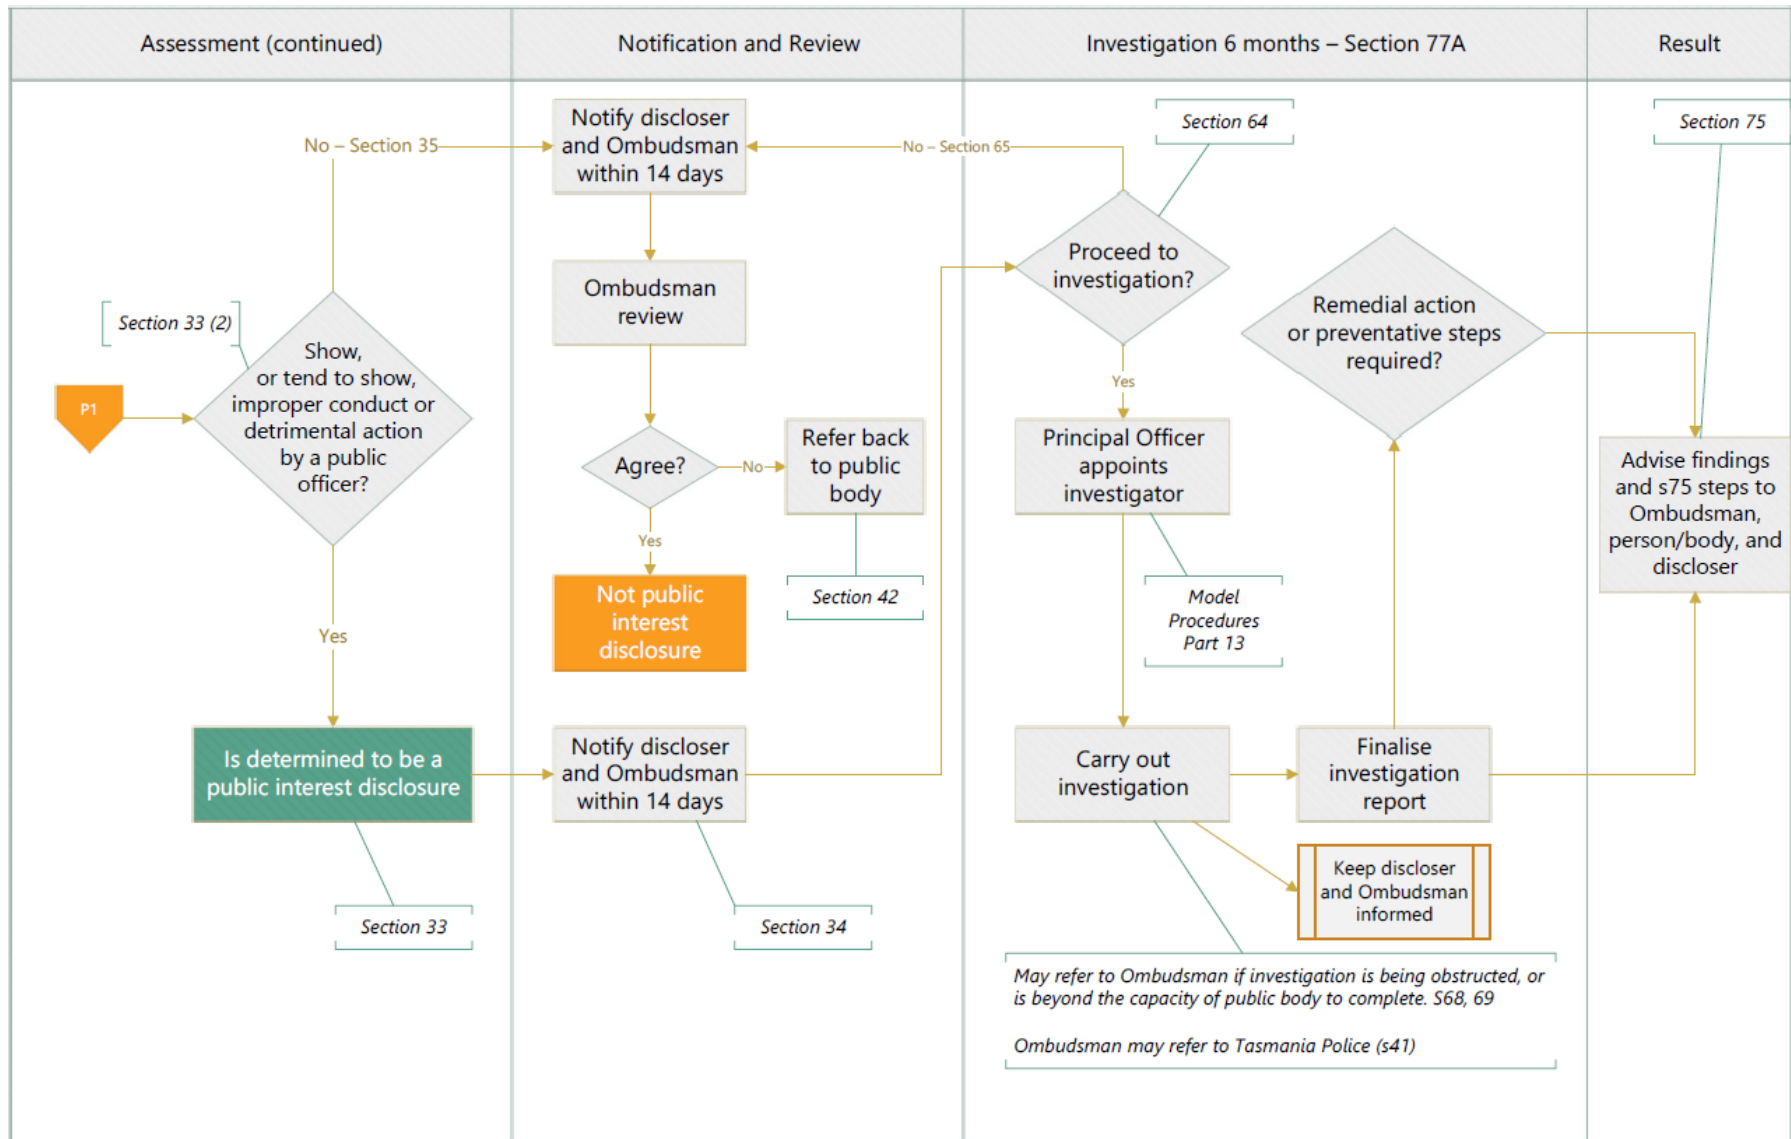 Assessment (continued)
Notification and Review
Investigation 6 months – Section 77A
Result
P1
Section 33 (2)
Show,
or tend to show,
improper conduct or
detrimental action
by a public
officer?
No – Section 35
Yes
Is determined to be a
public interest disclosure
Section 33
Notify discloser
and Ombudsman
within 14 days
Ombudsman
review
Agree?
No
Refer back
to public
body
Section 42
Yes
Not public
interest
disclosure
Notify discloser
and Ombudsman
within 14 days
Section 34
No – Section 65
Section 64
Proceed to
investigation?
Yes
Principal Officer
appoints
investigator
Model
Procedures
Part 13
Carry out
investigation
Finalise
investigation
report
Keep discloser
and Ombudsman
informed
May refer to Ombudsman if investigation is being obstructed, or
is beyond the capacity of public body to complete. S68, 69
Ombudsman may refer to Tasmania Police (s41)
Remedial action
or preventative steps
required?
Section 75
Advise findings
and s75 steps to
Ombudsman,
person/body, and
discloser